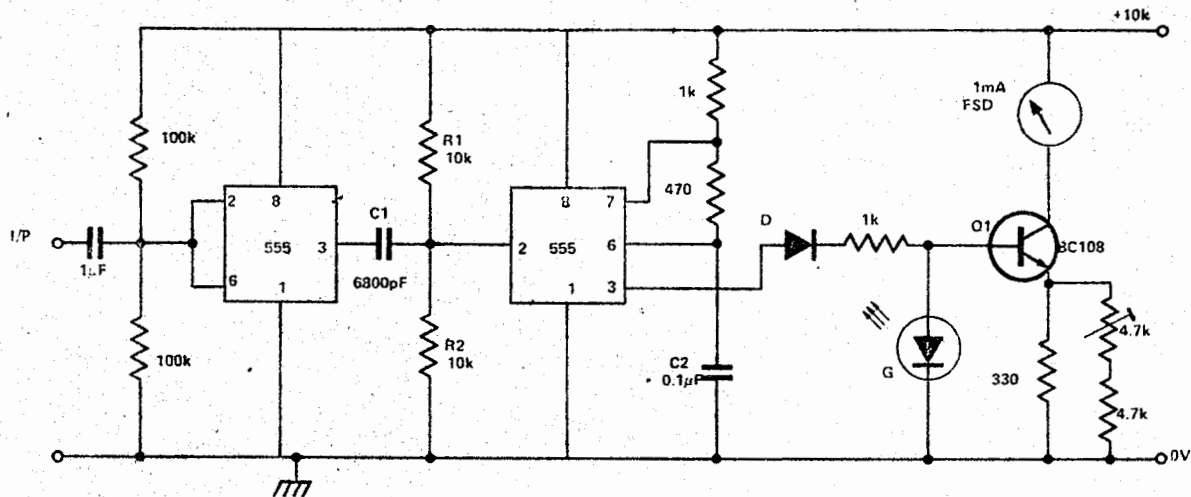 +10k
1k
1mA
FSD
100k
R1
10k
470
2
8
8
7
D
1k
Q1
I/P
C1
555
3
2
555
6
BC108
1µF
6
6800pF
3
1
1
4.7k
100k
R2
10k
C2
0.1µF
G
330
4.7k
0V